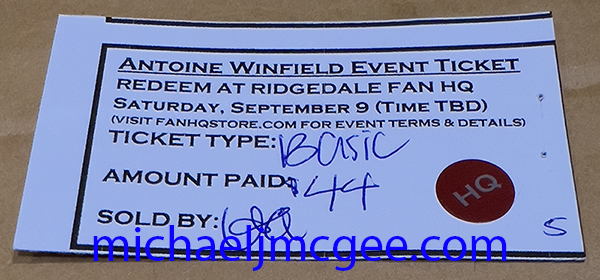 ANTOINE WINFIELD EVENT TICKET
REDEEM AT RIDGEDALE FAN HQ
SATURDAY, SEPTEMBER 9 (TIME TBD)
(VISIT FANHQSTORE.COM FOR EVENT TERMS & DETAILS)
TICKET TYPE: BASIC
AMOUNT PAID: $44
SOLD BY:
HQ
S
michaeljmcgee.com